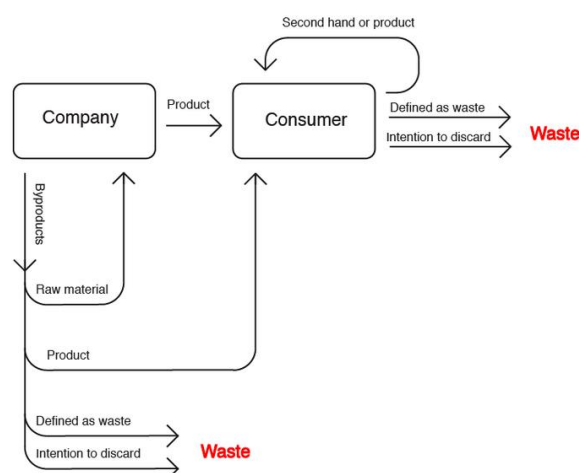 Second hand or product
Company
Product
Consumer
Defined as waste
Intention to discard
Waste
Byproducts
Raw material
Product
Defined as waste
Intention to discard
Waste